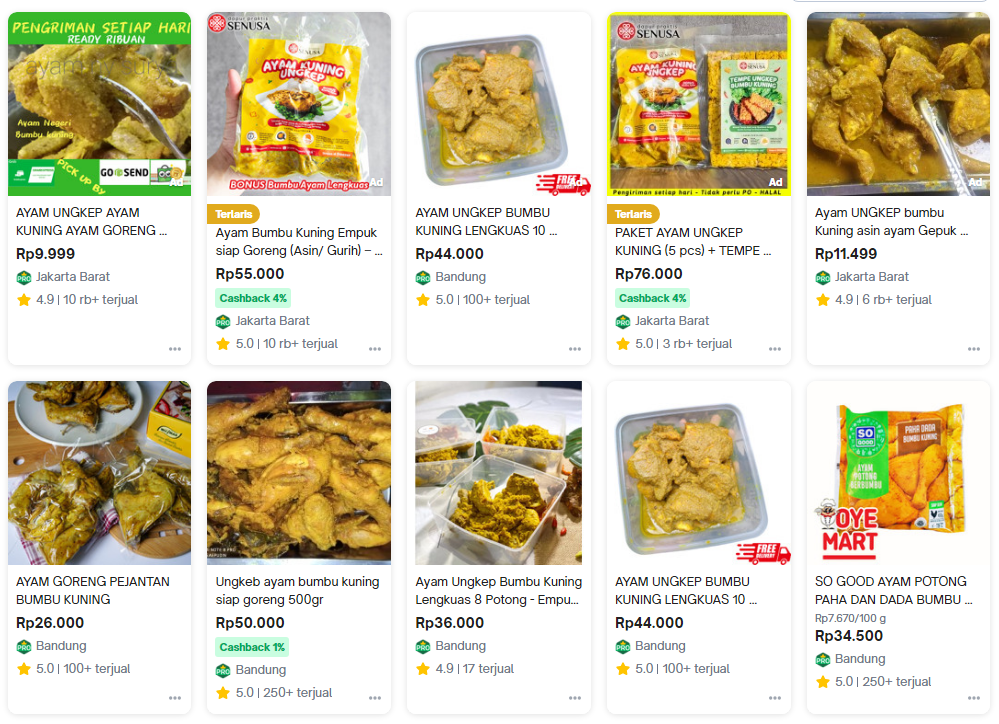 PENGRIMAN SETIAP HARI
READY RIBUAN
Ayam Negeri
Bumbu kuning
PICK UP BY
GO SEND
Ad
AYAM UNGKEP AYAM
KUNING AYAM GORENG ...
Rp9.999
PRO Jakarta Barat
4.9 | 10 rb+ terjual
dapur praktis
SENUSA
SENUSA
AYAM KUNING
UNGKEP
BONUS Bumbu Ayam Lengkuas
Ad
Terlaris
Ayam Bumbu Kuning Empuk
siap Goreng (Asin/ Gurih) – ...
Rp55.000
Cashback 4%
PRO Jakarta Barat
5.0 | 10 rb+ terjual
FREE
DELIVERY
Ad
AYAM UNGKEP BUMBU
KUNING LENGKUAS 10 ...
Rp44.000
PRO Bandung
5.0 | 100+ terjual
dapur praktis
SENUSA
SENUSA
AYAM KUNING
UNGKEP
TEMPE UNGKEP
BUMBU KUNING
Ad
Pengiriman setiap hari - Tidak perlu PO - HALAL
Terlaris
PAKET AYAM UNGKEP
KUNING (5 pcs) + TEMPE ...
Rp76.000
Cashback 4%
PRO Jakarta Barat
5.0 | 3 rb+ terjual
Ad
Ayam UNGKEP bumbu
Kuning asin ayam Gepuk ...
Rp11.499
PRO Jakarta Barat
4.9 | 6 rb+ terjual
AYAM GORENG PEJANTAN
BUMBU KUNING
Rp26.000
PRO Bandung
5.0 | 100+ terjual
Ungkeb ayam bumbu kuning
siap goreng 500gr
Rp50.000
Cashback 1%
PRO Bandung
5.0 | 250+ terjual
Ayam Ungkep Bumbu Kuning
Lengkuas 8 Potong - Empu...
Rp36.000
PRO Bandung
4.9 | 17 terjual
FREE
DELIVERY
AYAM UNGKEP BUMBU
KUNING LENGKUAS 10 ...
Rp44.000
PRO Bandung
5.0 | 100+ terjual
SO
GOOD
PAHA DADA
BUMBU KUNING
AYAM
POTONG
BERBUMBU
OYE
MART
SO GOOD AYAM POTONG
PAHA DAN DADA BUMBU ...
Rp7.670/100 g
Rp34.500
PRO Bandung
5.0 | 250+ terjual